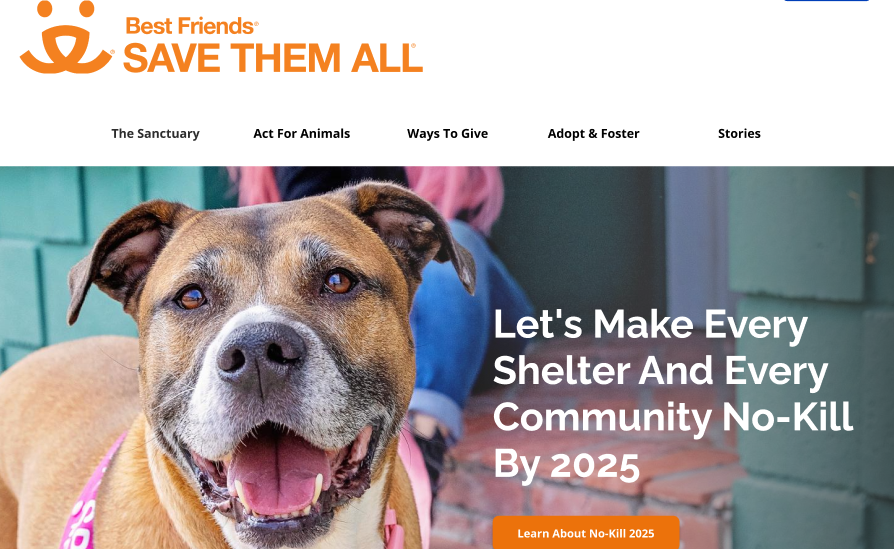 Best Friends®
SAVE THEM ALL®
The Sanctuary
Act For Animals
Ways To Give
Adopt & Foster
Stories
Let's Make Every
Shelter And Every
Community No-Kill
By 2025
Learn About No-Kill 2025